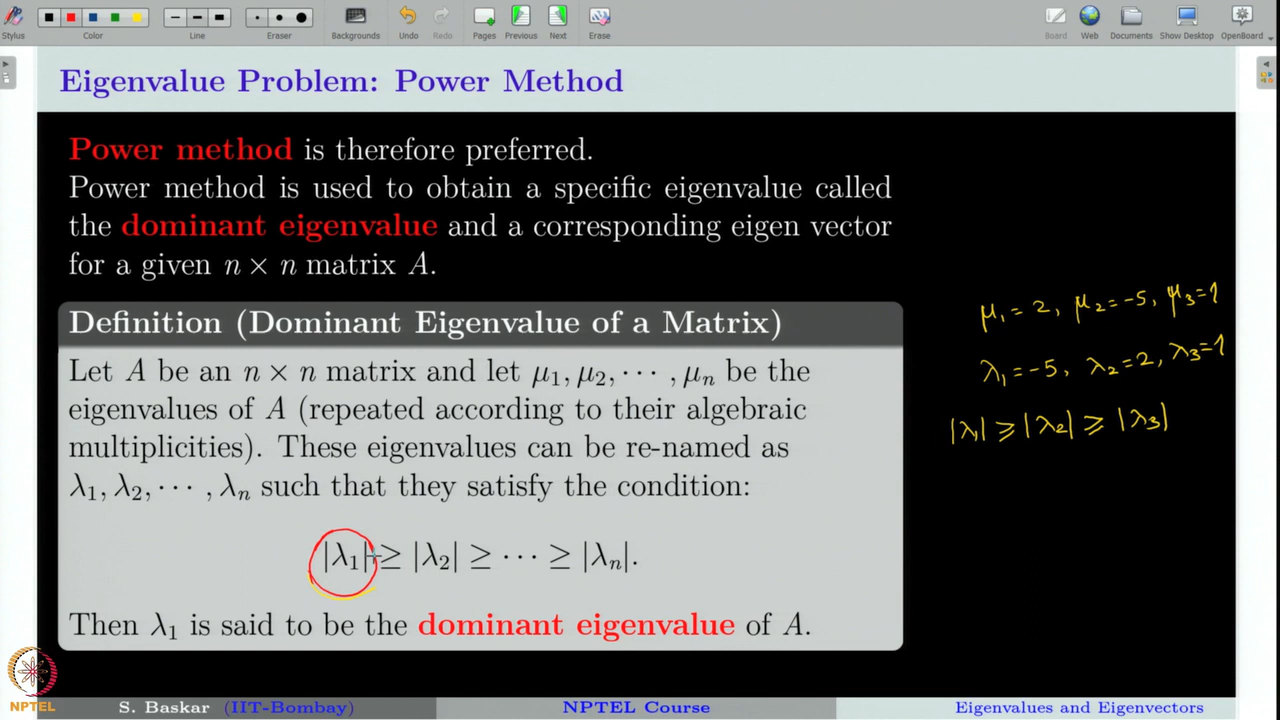 Stylus Color Line Eraser Backgrounds Undo Redo Pages Previous Next Erase Board Web Documents Show Desktop OpenBoard
Eigenvalue Problem: Power Method
Power method is therefore preferred.
Power method is used to obtain a specific eigenvalue called
the dominant eigenvalue and a corresponding eigen vector
for a given n × n matrix A.
Definition (Dominant Eigenvalue of a Matrix)
Let A be an n × n matrix and let μ₁, μ₂, ⋯ , μₙ be the
eigenvalues of A (repeated according to their algebraic
multiplicities). These eigenvalues can be re-named as
λ₁, λ₂, ⋯ , λₙ such that they satisfy the condition:
|λ₁| ≥ |λ₂| ≥ ⋯ ≥ |λₙ|.
Then λ₁ is said to be the dominant eigenvalue of A.
μ₁ = 2, μ₂ = -5, μ₃ = 1
λ₁ = -5, λ₂ = 2, λ₃ = 1
|λ₁| ≥ |λ₂| ≥ |λ₃|
NPTEL
S. Baskar (IIT-Bombay) NPTEL Course Eigenvalues and Eigenvectors